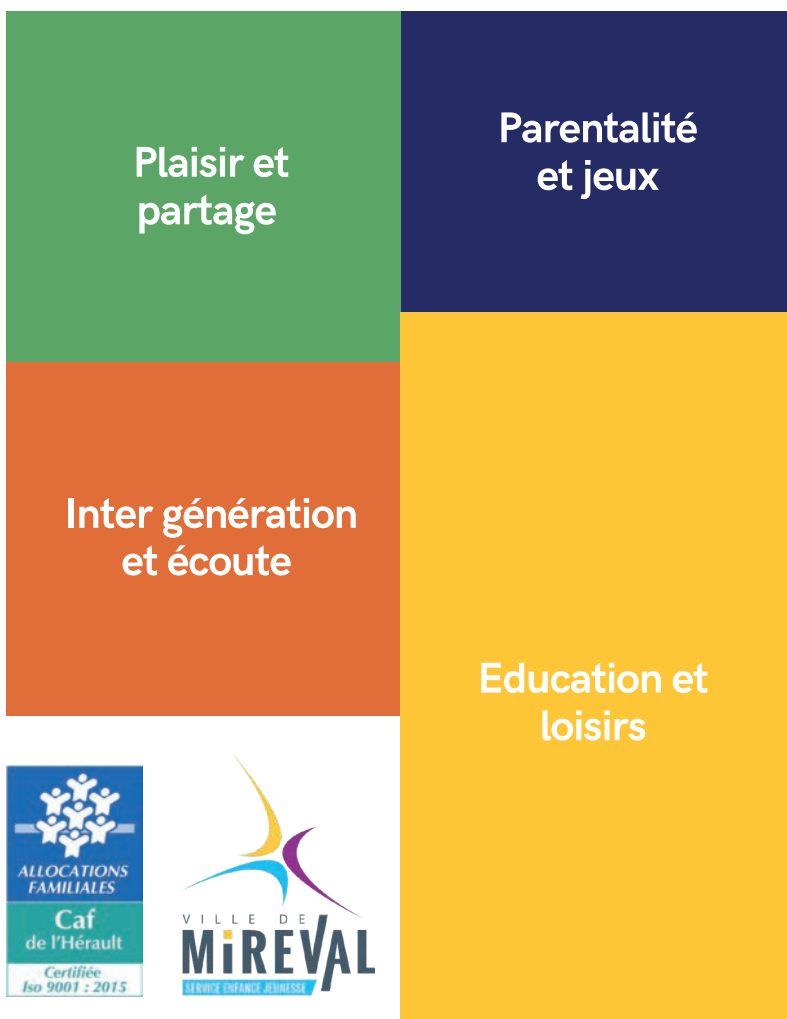 Plaisir et
partage
Parentalité
et jeux
Inter génération
et écoute
Education et
loisirs
ALLOCATIONS
FAMILIALES
Caf
de l'Hérault
Certifiée
Iso 9001 : 2015
VILLE DE
MiREVAL
SERVICE ENFANCE JEUNESSE